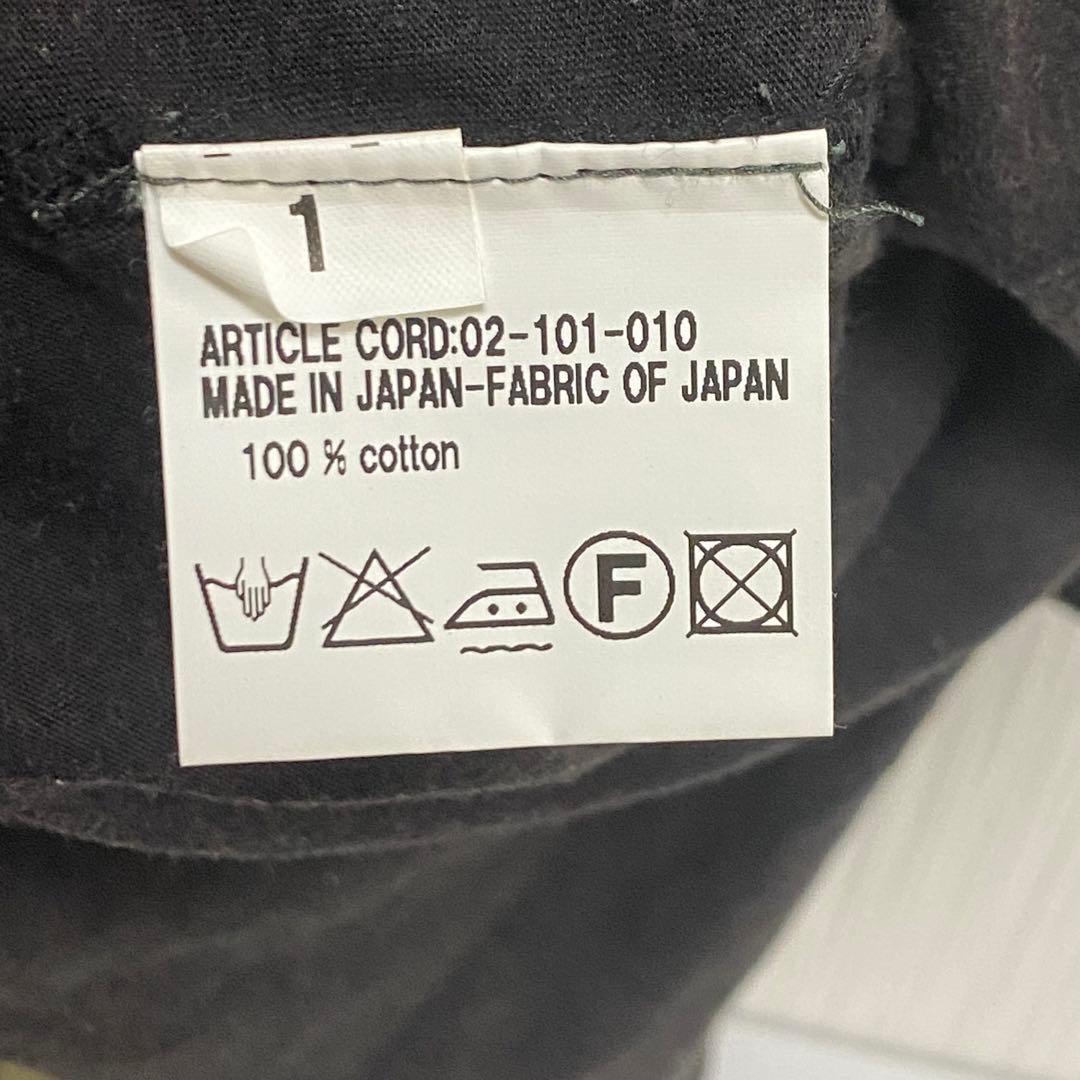 1
ARTICLE CORD:02-101-010
MADE IN JAPAN-FABRIC OF JAPAN
100 % cotton
F